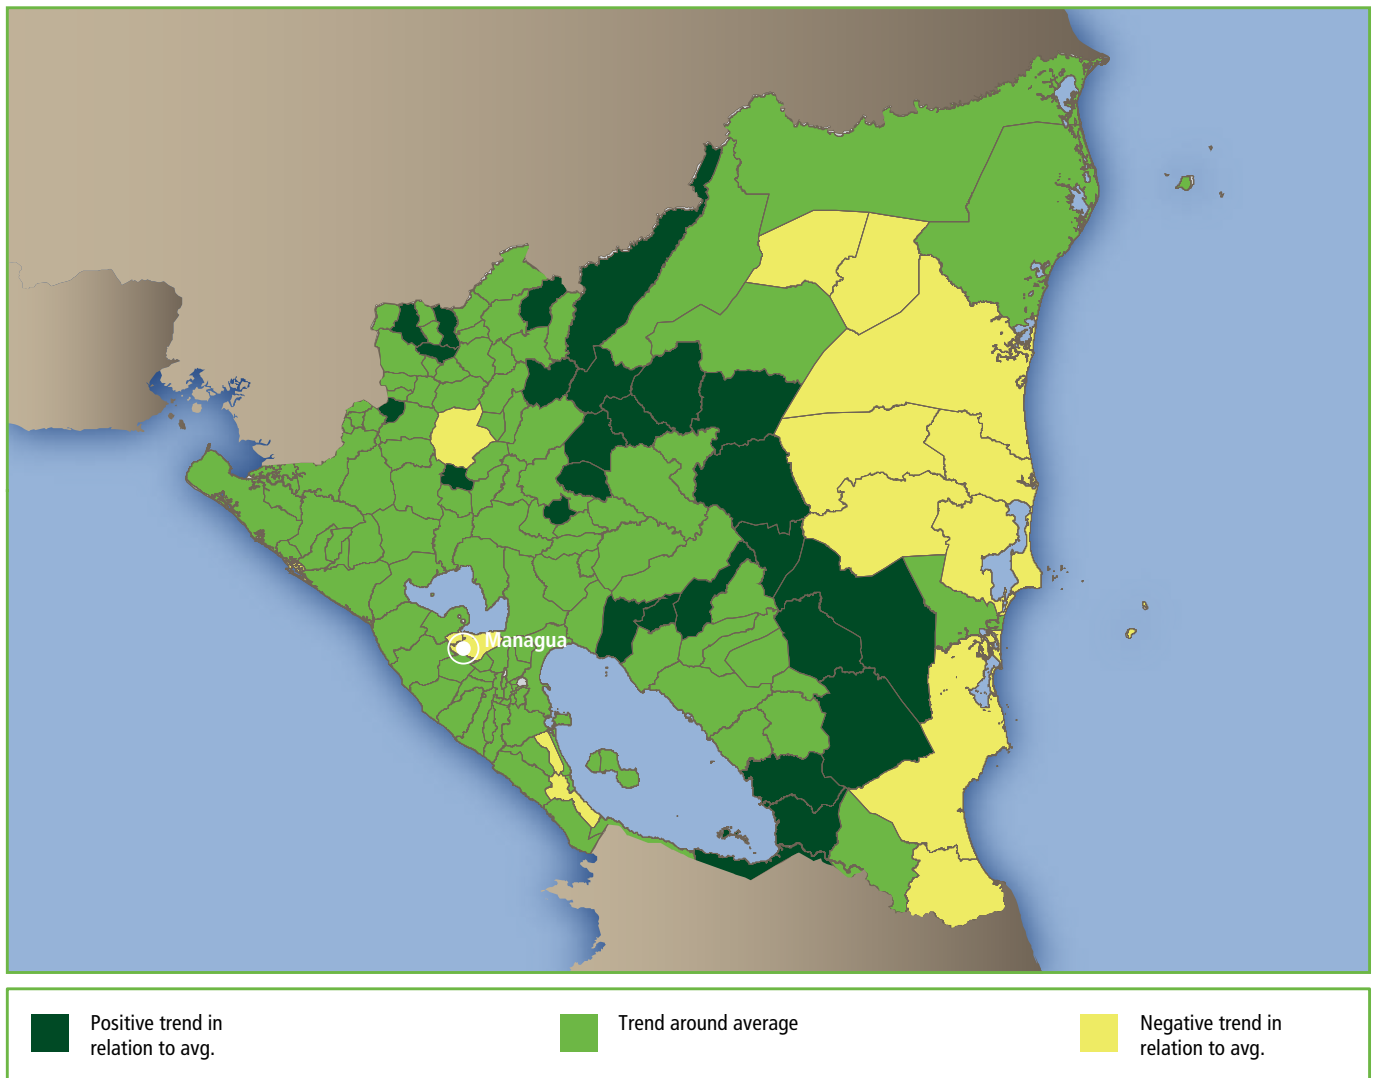 Managua
Positive trend in
relation to avg.
Trend around average
Negative trend in
relation to avg.